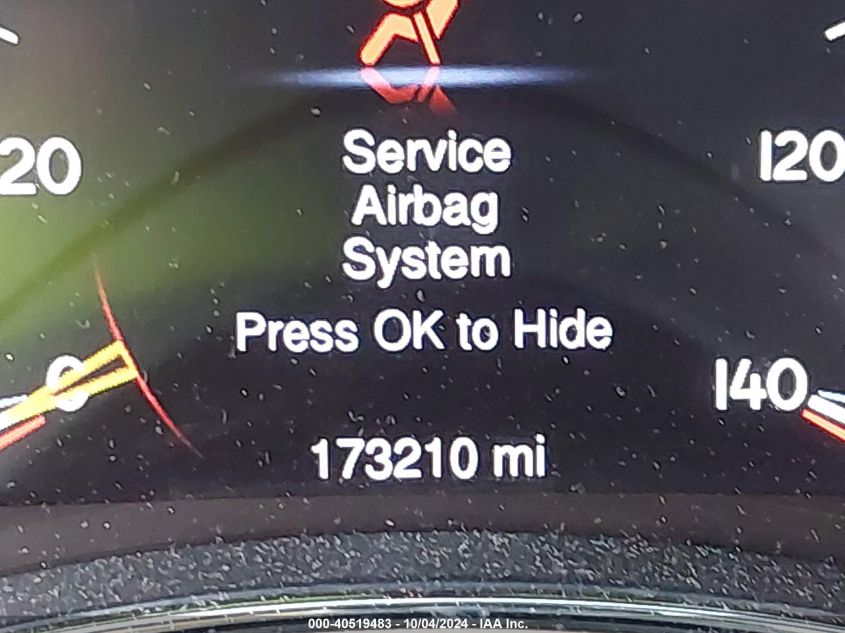 20
120
Service
Airbag
System
Press OK to Hide
0
140
173210 mi
000-40519483 - 10/04/2024 - IAA Inc.